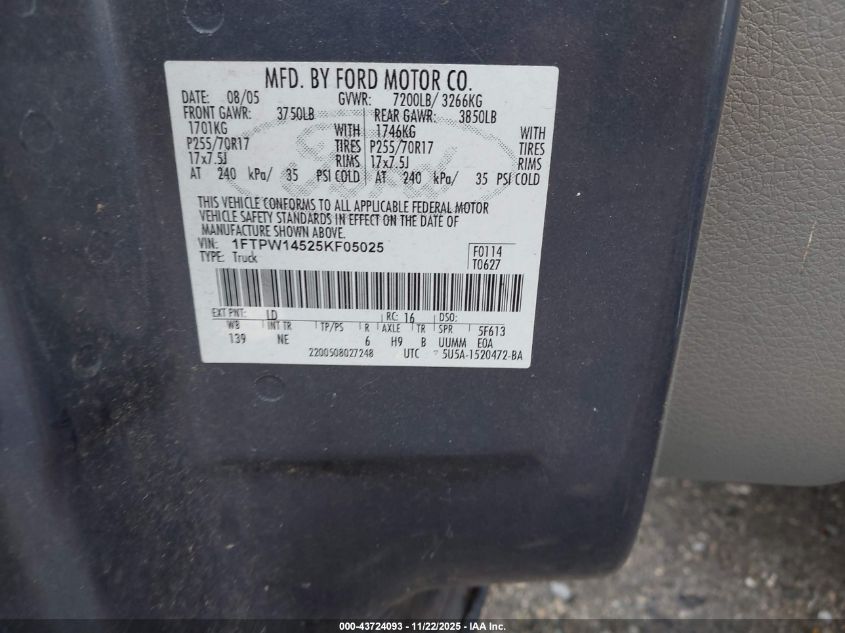 MFD. BY FORD MOTOR CO.
DATE: 08/05 GVWR: 7200LB/ 3266KG
FRONT GAWR: 3750LB REAR GAWR: 3850LB
1701KG WITH 1746KG WITH
P255/70R17 TIRES P255/70R17 TIRES
17x7.5J RIMS 17x7.5J RIMS
AT 240 kPa/ 35 PSI COLD AT 240 kPa/ 35 PSI COLD
THIS VEHICLE CONFORMS TO ALL APPLICABLE FEDERAL MOTOR
VEHICLE SAFETY STANDARDS IN EFFECT ON THE DATE OF
MANUFACTURE SHOWN ABOVE.
VIN: 1FTPW14525KF05025 F0114
TYPE: Truck T0627
EXT PNT: LD RC: 16 DSO:
WB INT TR TP/PS R AXLE TR SPR 5F613
139 NE 6 H9 B UUMM E0A
2200508027248 UTC 5U5A-1520472-BA
000-43724093 - 11/22/2025 - IAA Inc.